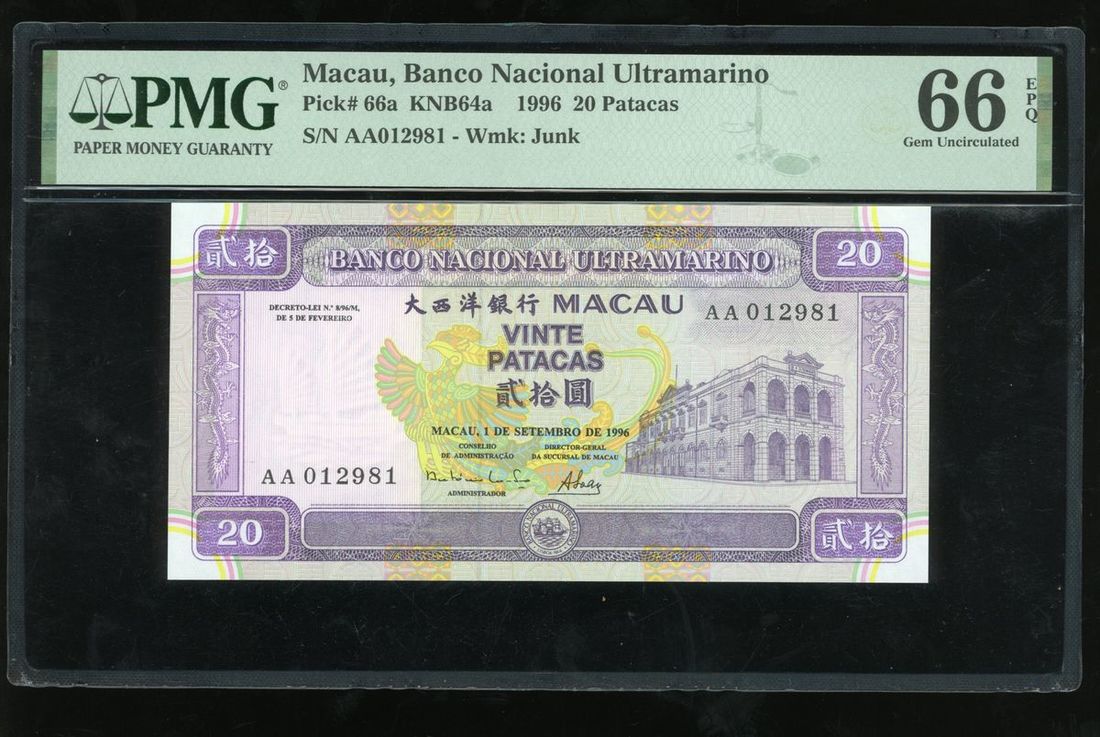 PMG®
PAPER MONEY GUARANTY
Macau, Banco Nacional Ultramarino
Pick# 66a KNB64a 1996 20 Patacas
S/N AA012981 - Wmk: Junk
66 EPQ
Gem Uncirculated
貳拾
BANCO NACIONAL ULTRAMARINO
20
DECRETO-LEI N.º 8/96/M,
DE 5 DE FEVEREIRO
大西洋銀行 MACAU
AA 012981
VINTE
PATACAS
貳拾圓
MACAU, 1 DE SETEMBRO DE 1996
CONSELHO
DE ADMINISTRAÇÃO
DIRECTOR-GERAL
DA SUCURSAL DE MACAU
AA 012981
ADMINISTRADOR
20
貳拾